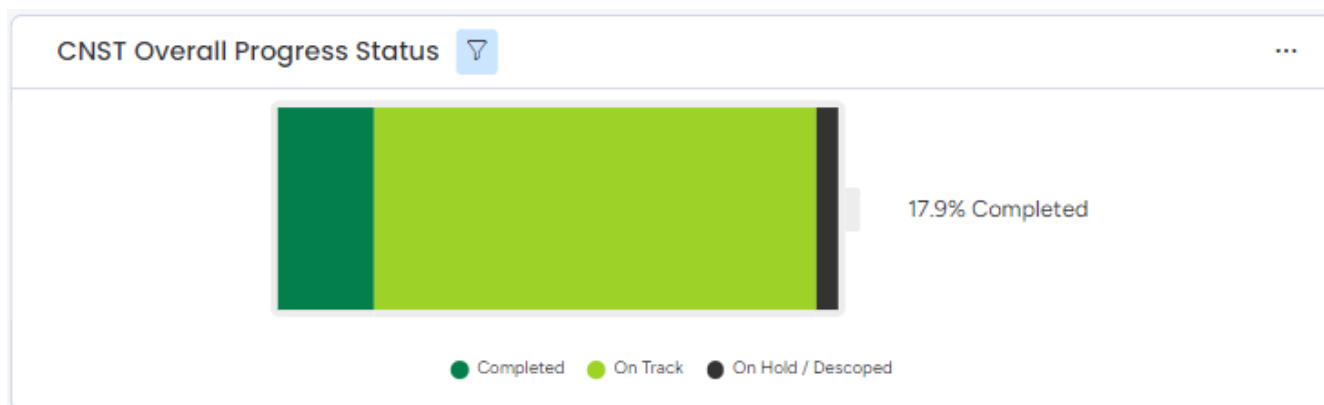 CNST Overall Progress Status
...
17.9% Completed
Completed On Track On Hold / Descoped